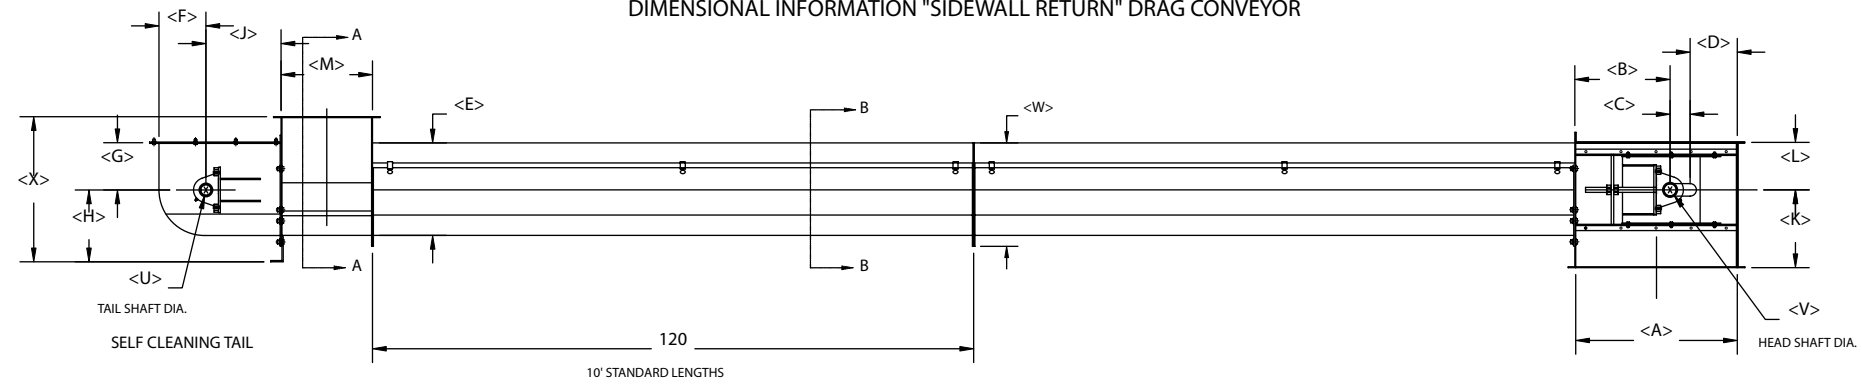 DIMENSIONAL INFORMATION "SIDEWALL RETURN" DRAG CONVEYOR
<F>
<J>
A
<M>
<E>
B
<W>
<D>
<B>
<C>
<G>
<L>
<X>
<H>
<K>
<U>
A
B
TAIL SHAFT DIA.
<V>
SELF CLEANING TAIL
120
<A>
HEAD SHAFT DIA.
10' STANDARD LENGTHS